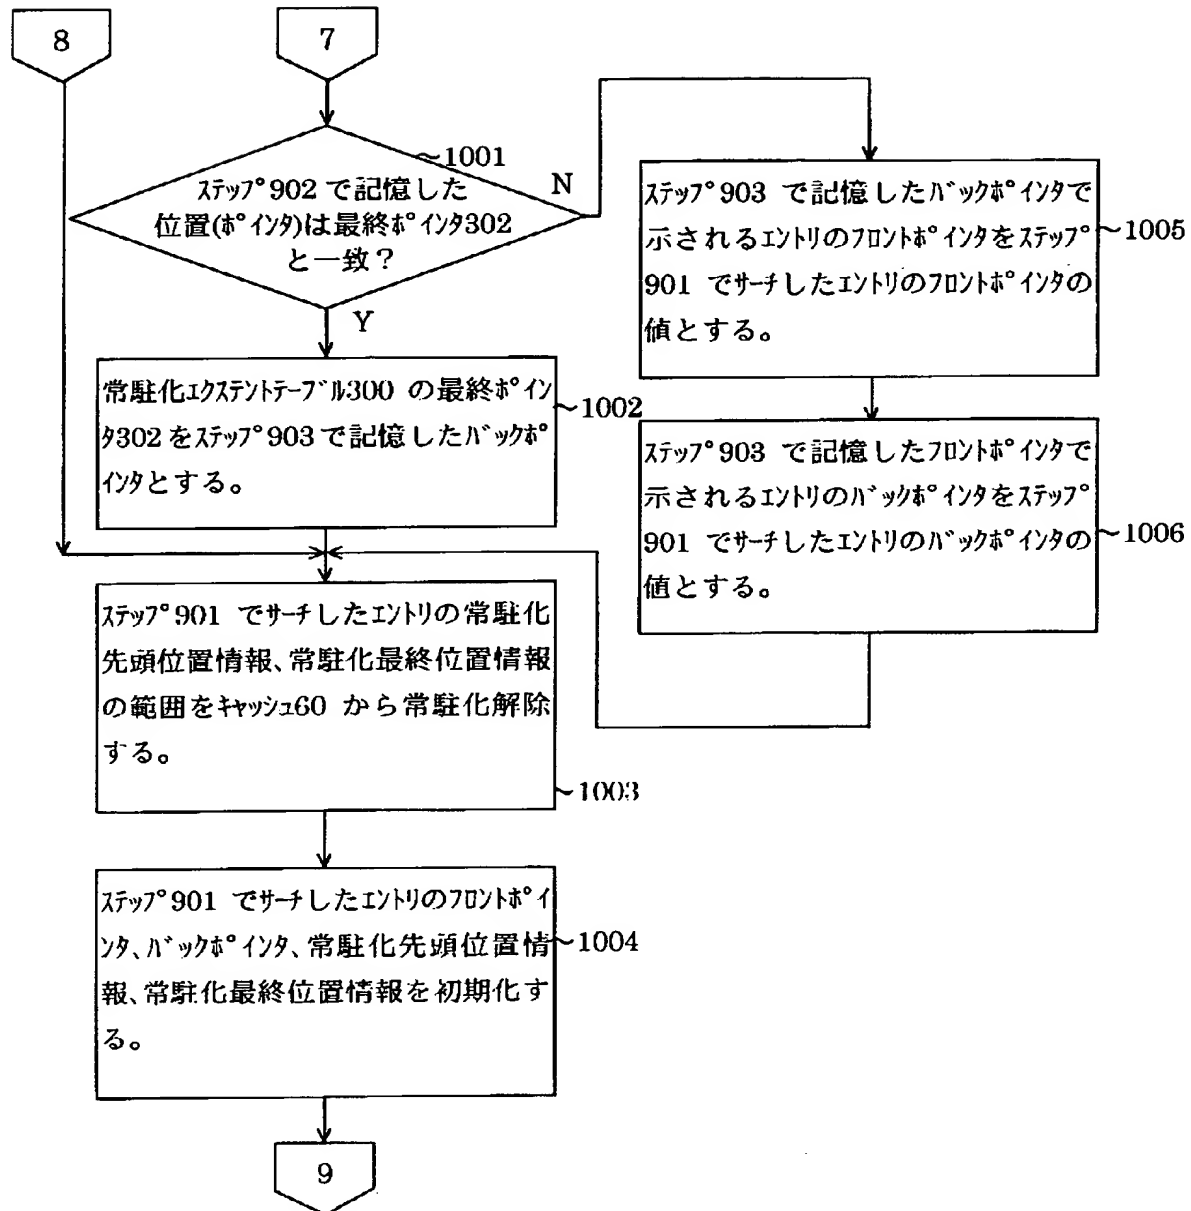 8
7
~1001
ステップ902 で記憶した
位置(ポインタ)は最終ポインタ302
と一致？
N
Y
常駐化エクステントテーブル300 の最終ポイン
タ302をステップ903で記憶したバックポ
インタとする。
~1002
ステップ903 で記憶したバックポインタで
示されるエントリのフロントポインタをステップ
901 でサーチしたエントリのフロントポインタの
値とする。
~1005
ステップ903 で記憶したフロントポインタで
示されるエントリのバックポインタをステップ
901 でサーチしたエントリのバックポインタの
値とする。
~1006
ステップ901 でサーチしたエントリの常駐化
先頭位置情報、常駐化最終位置情報
の範囲をキャッシュ60 から常駐化解除
する。
~1003
ステップ901 でサーチしたエントリのフロントポイ
ンタ、バックポインタ、常駐化先頭位置情
報、常駐化最終位置情報を初期化す
る。
~1004
9